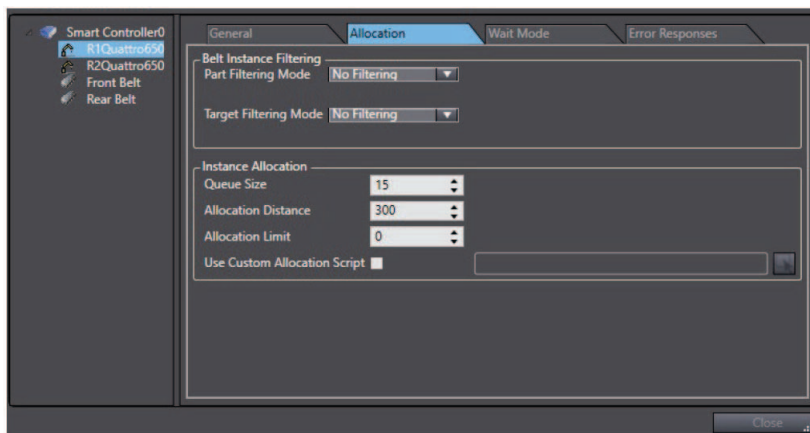 Smart Controller0
R1Quattro650
R2Quattro650
Front Belt
Rear Belt
General Allocation Wait Mode Error Responses
Belt Instance Filtering
Part Filtering Mode No Filtering
Target Filtering Mode No Filtering
Instance Allocation
Queue Size 15
Allocation Distance 300
Allocation Limit 0
Use Custom Allocation Script
Close